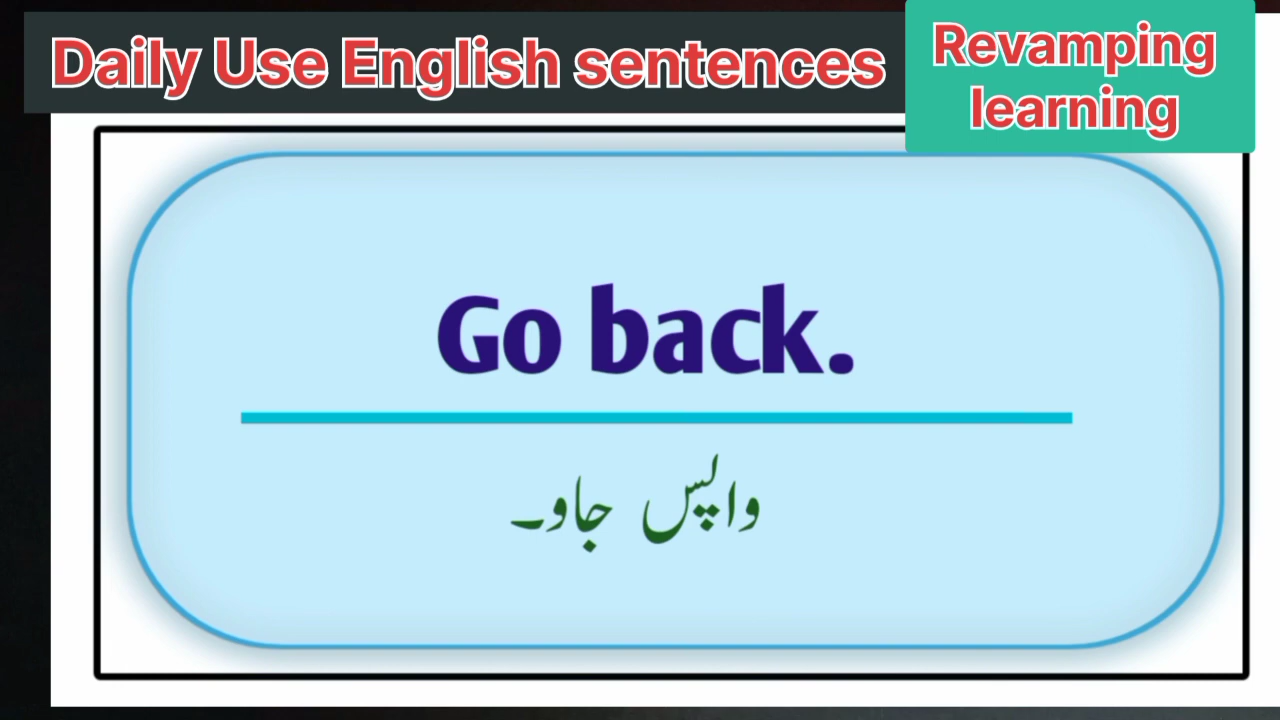 Daily Use English sentences
Revamping
learning
Go back.
واپس جاو۔